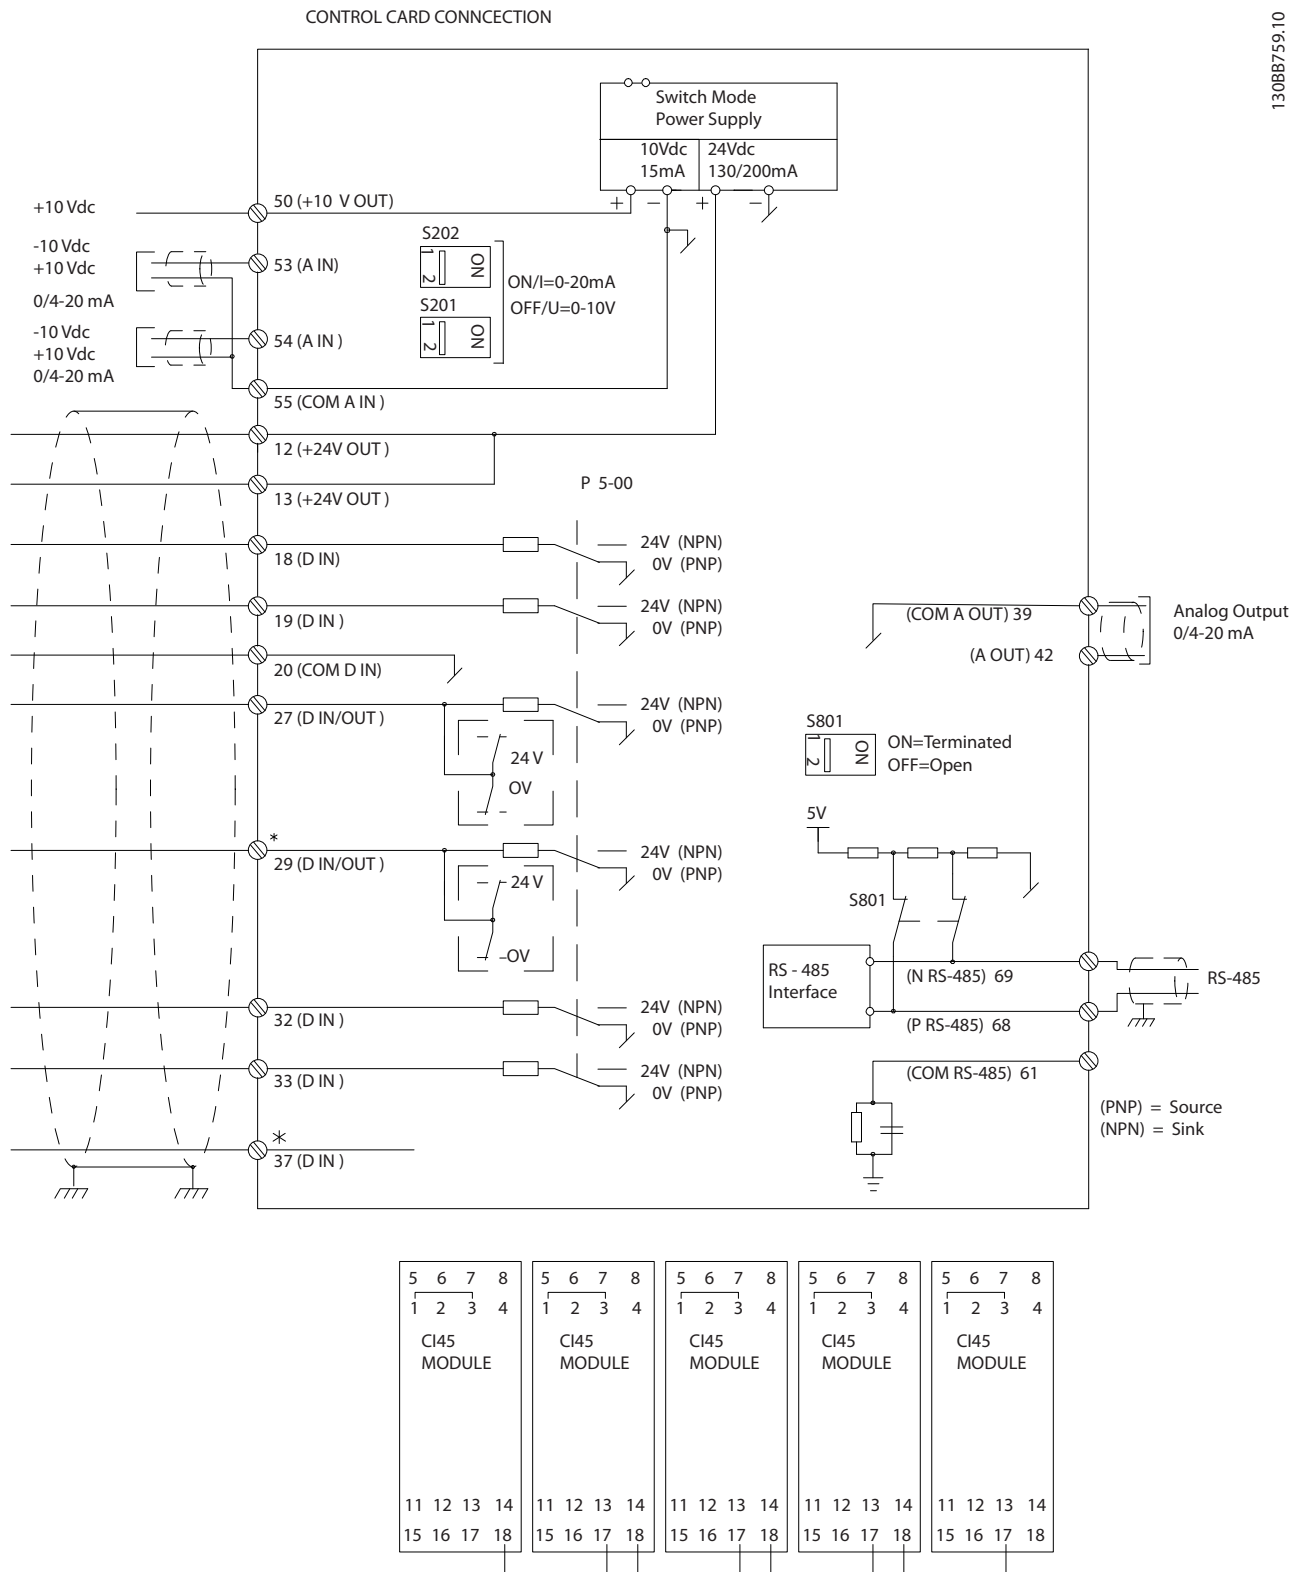 CONTROL CARD CONNCECTION
130BB759.10
Switch Mode
Power Supply
10Vdc
15mA
24Vdc
130/200mA
+ − + −
+10 Vdc
50 (+10 V OUT)
-10 Vdc
+10 Vdc
0/4-20 mA
53 (A IN)
S202
1
2
ON
ON/I=0-20mA
OFF/U=0-10V
S201
1
2
ON
-10 Vdc
+10 Vdc
0/4-20 mA
54 (A IN )
55 (COM A IN )
12 (+24V OUT )
13 (+24V OUT )
P 5-00
18 (D IN)
24V (NPN)
0V (PNP)
19 (D IN )
24V (NPN)
0V (PNP)
20 (COM D IN)
27 (D IN/OUT )
24V (NPN)
0V (PNP)
24 V
OV
*
29 (D IN/OUT )
24V (NPN)
0V (PNP)
24 V
OV
32 (D IN )
24V (NPN)
0V (PNP)
33 (D IN )
24V (NPN)
0V (PNP)
*
37 (D IN )
(COM A OUT) 39
(A OUT) 42
Analog Output
0/4-20 mA
S801
1
2
ON
ON=Terminated
OFF=Open
5V
S801
RS - 485
Interface
(N RS-485) 69
(P RS-485) 68
RS-485
(COM RS-485) 61
(PNP) = Source
(NPN) = Sink
5 6 7 8
1 2 3 4
CI45
MODULE
11 12 13 14
15 16 17 18
5 6 7 8
1 2 3 4
CI45
MODULE
11 12 13 14
15 16 17 18
5 6 7 8
1 2 3 4
CI45
MODULE
11 12 13 14
15 16 17 18
5 6 7 8
1 2 3 4
CI45
MODULE
11 12 13 14
15 16 17 18
5 6 7 8
1 2 3 4
CI45
MODULE
11 12 13 14
15 16 17 18